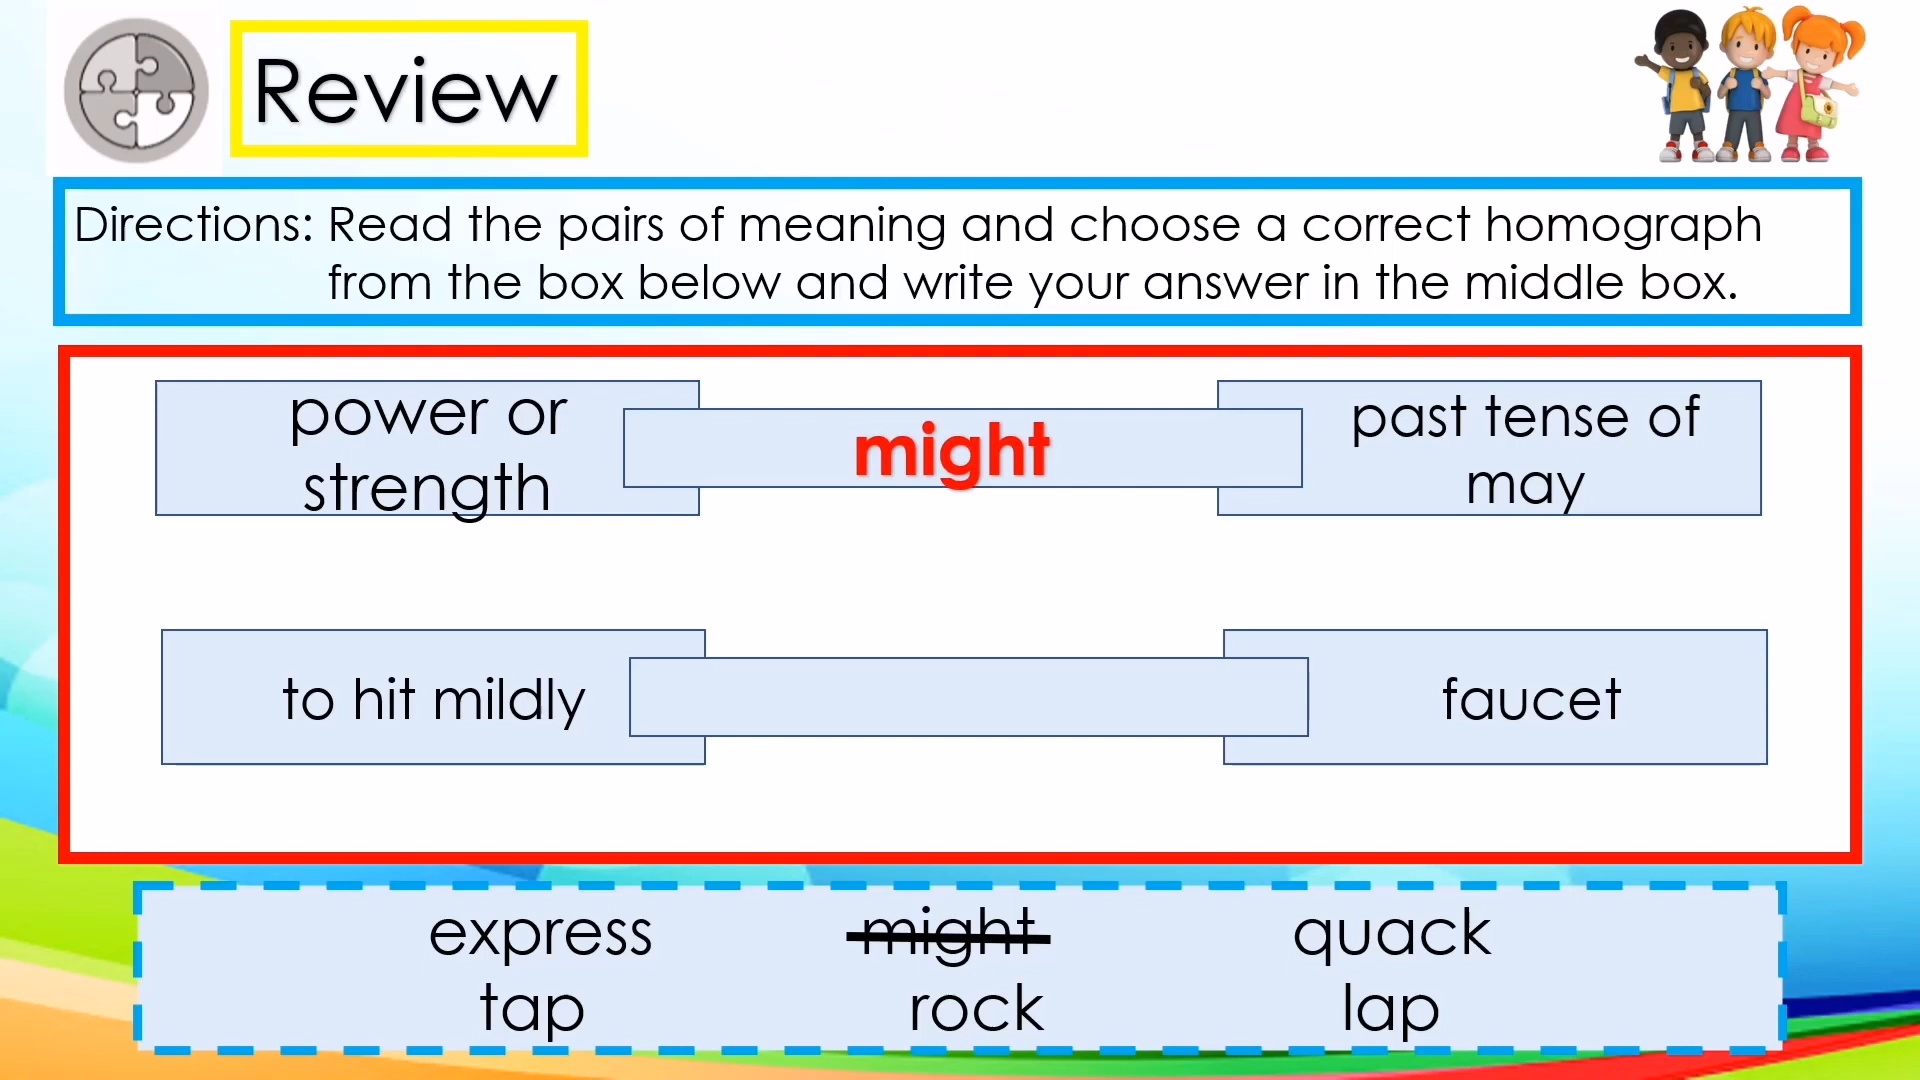 Review
Directions: Read the pairs of meaning and choose a correct homograph
from the box below and write your answer in the middle box.
power or
strength
might
past tense of
may
to hit mildly
faucet
express might quack
tap rock lap